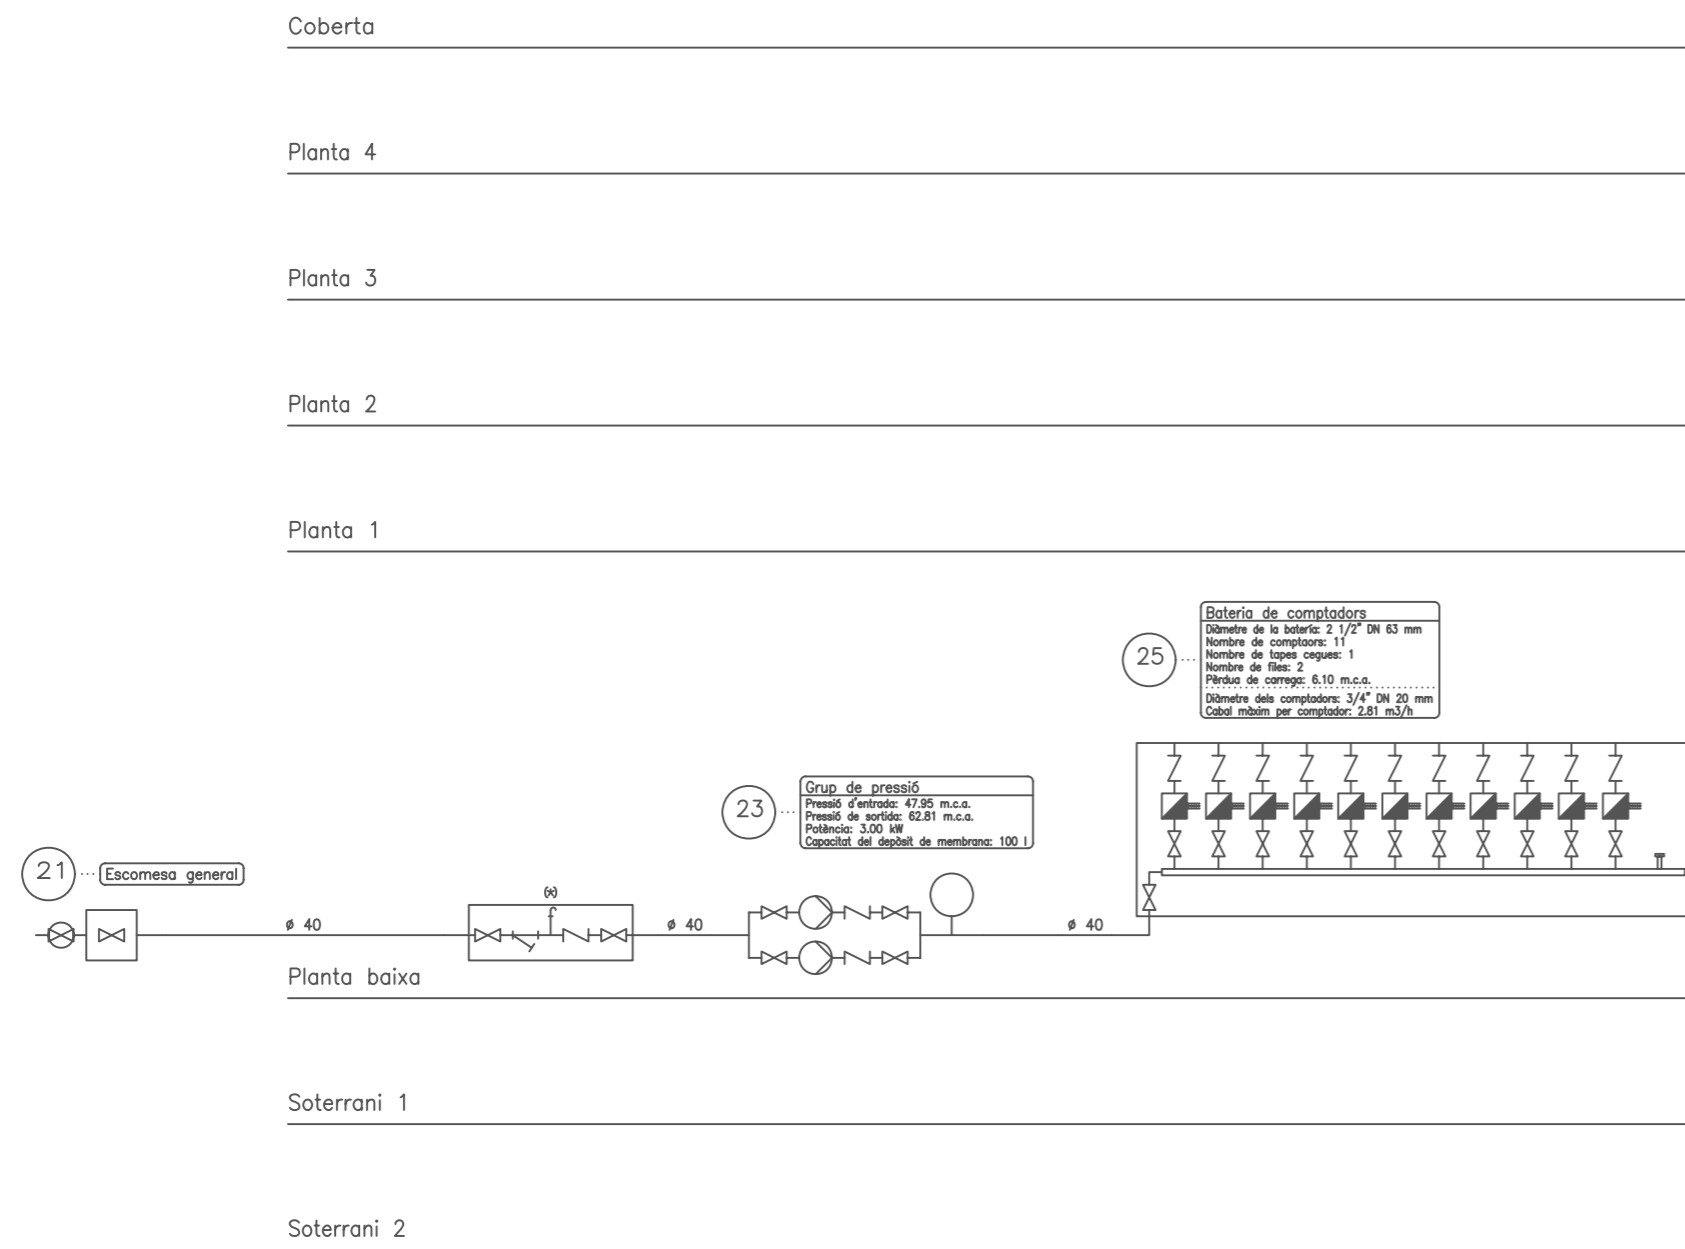 Coberta
Planta 4
Planta 3
Planta 2
Planta 1
25
Bateria de comptadors
Diàmetre de la batería: 2 1/2" DN 63 mm
Nombre de comptaors: 11
Nombre de tapes cegues: 1
Nombre de files: 2
Pèrdua de carrega: 6.10 m.c.a.
Diàmetre dels comptadors: 3/4" DN 20 mm
Cabal màxim per comptador: 2.81 m3/h
23
Grup de pressió
Pressió d'entrada: 47.95 m.c.a.
Pressió de sortida: 62.81 m.c.a.
Potència: 3.00 kW
Capacitat del depòsit de membrana: 100 l
21
Escomesa general
(*)
ø 40
ø 40
ø 40
Planta baixa
Soterrani 1
Soterrani 2